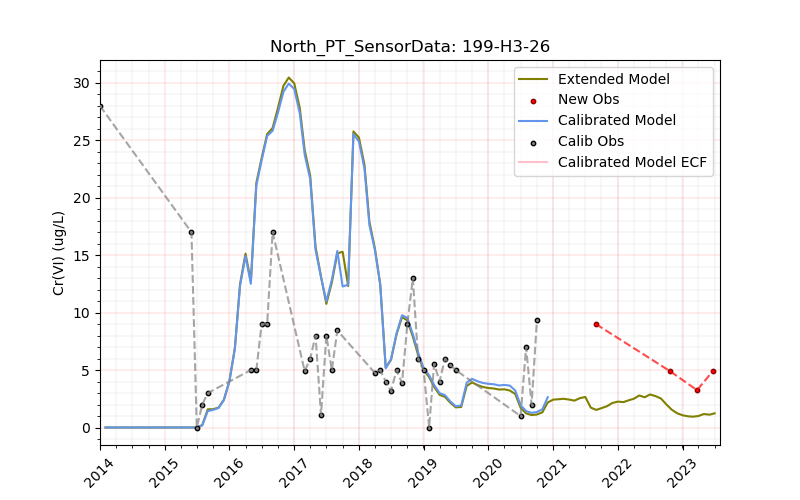 North_PT_SensorData: 199-H3-26
Extended Model
New Obs
Calibrated Model
Calib Obs
Calibrated Model ECF
Cr(VI) (ug/L)
30
25
20
15
10
5
0
2014
2015
2016
2017
2018
2019
2020
2021
2022
2023